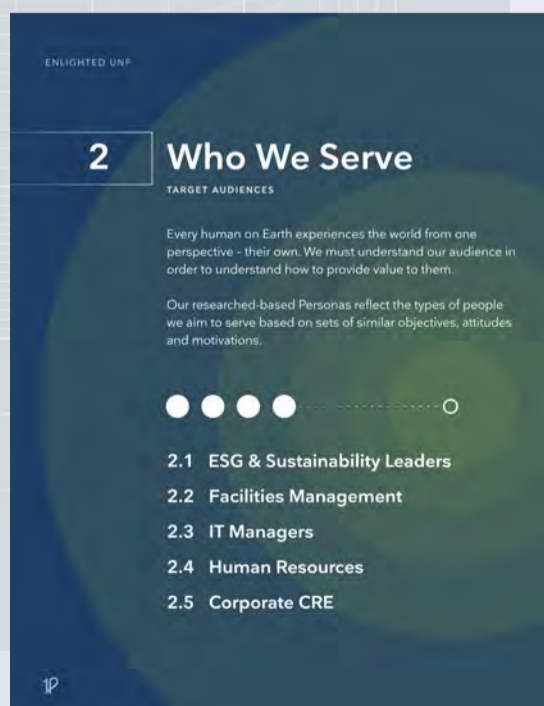 ENLIGHTED UNP
2
Who We Serve
TARGET AUDIENCES
Every human on Earth experiences the world from one
perspective - their own. We must understand our audience in
order to understand how to provide value to them.
Our researched-based Personas reflect the types of people
we aim to serve based on sets of similar objectives, attitudes
and motivations.
2.1 ESG & Sustainability Leaders
2.2 Facilities Management
2.3 IT Managers
2.4 Human Resources
2.5 Corporate CRE
1P